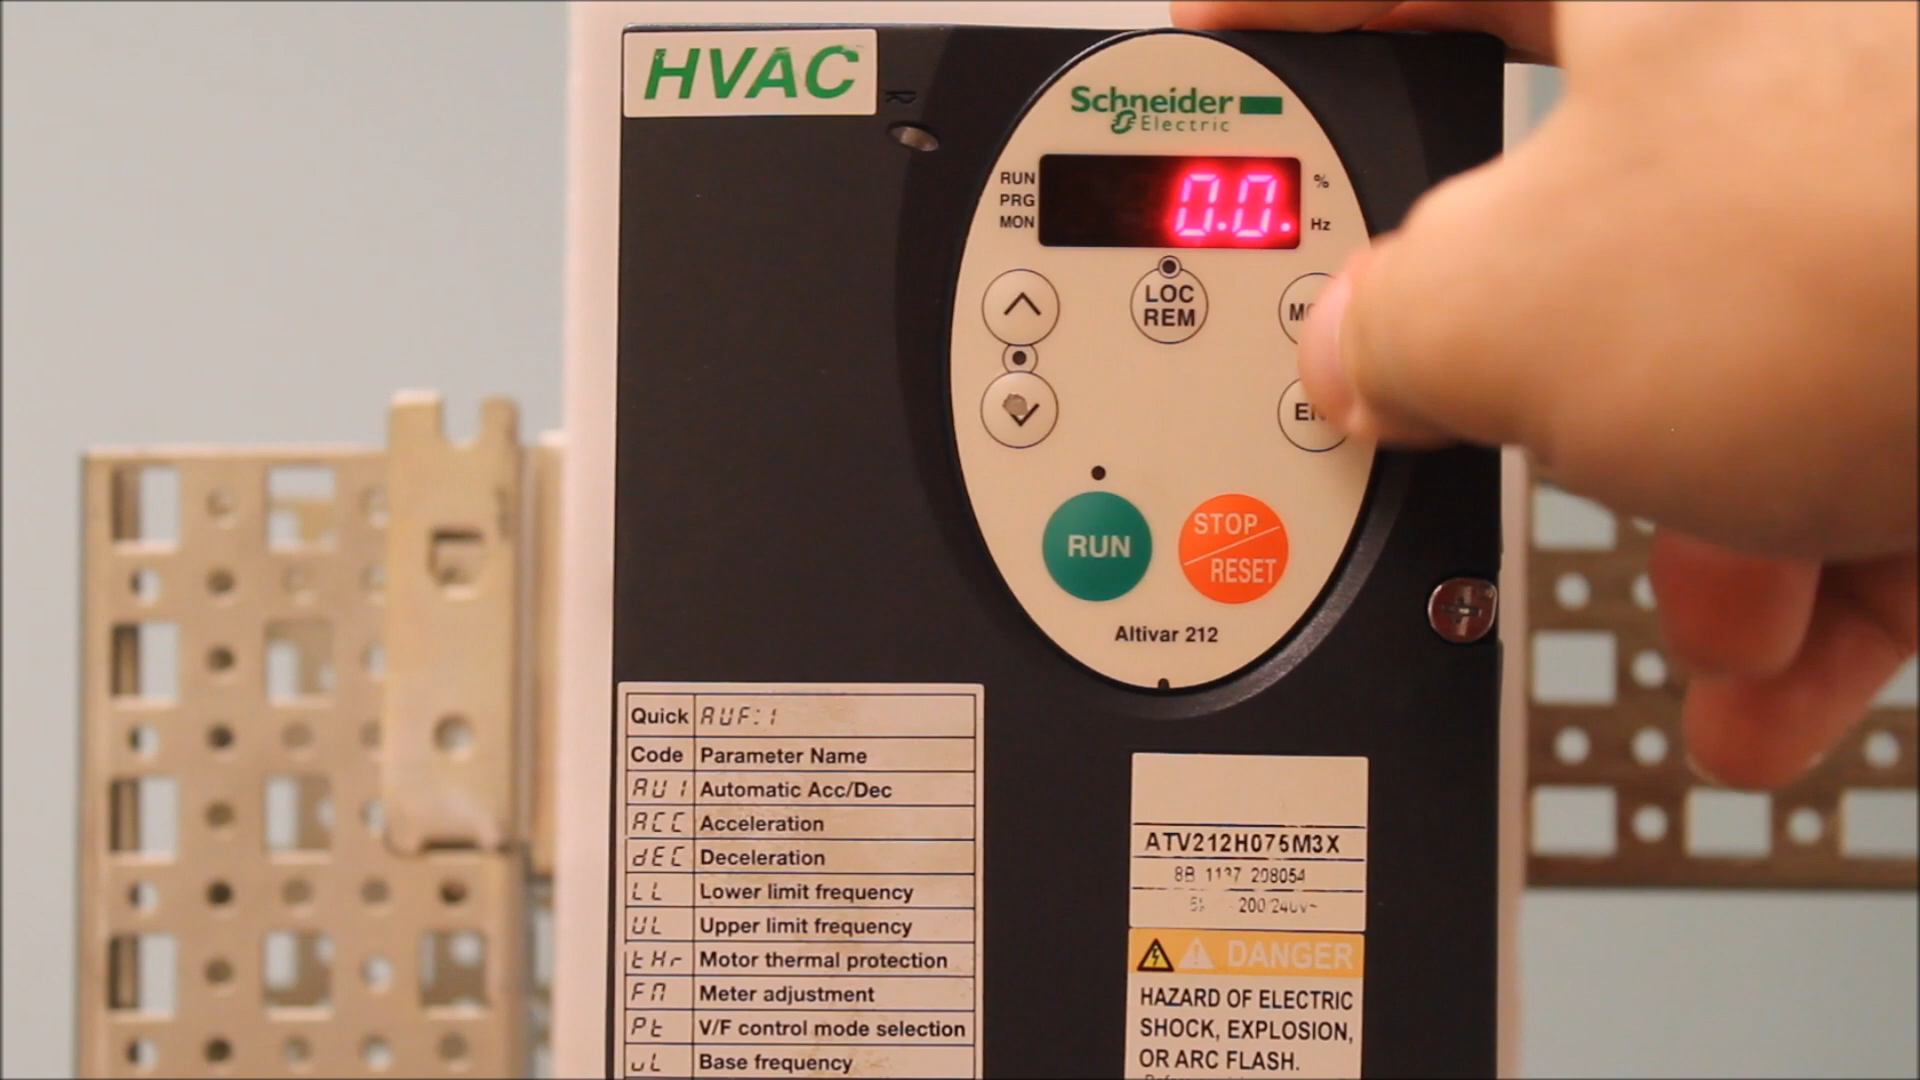 HVAC
R
Schneider
Electric
RUN
PRG
MON
0.0.
%
Hz
LOC
REM
RUN
STOP
RESET
Altivar 212
Quick AUF:1
Code Parameter Name
AU1 Automatic Acc/Dec
ACC Acceleration
dEC Deceleration
LL Lower limit frequency
UL Upper limit frequency
tHr Motor thermal protection
FM Meter adjustment
Pt V/F control mode selection
uL Base frequency
ATV212H075M3X
8B 1137 208054
DANGER
HAZARD OF ELECTRIC
SHOCK, EXPLOSION,
OR ARC FLASH.